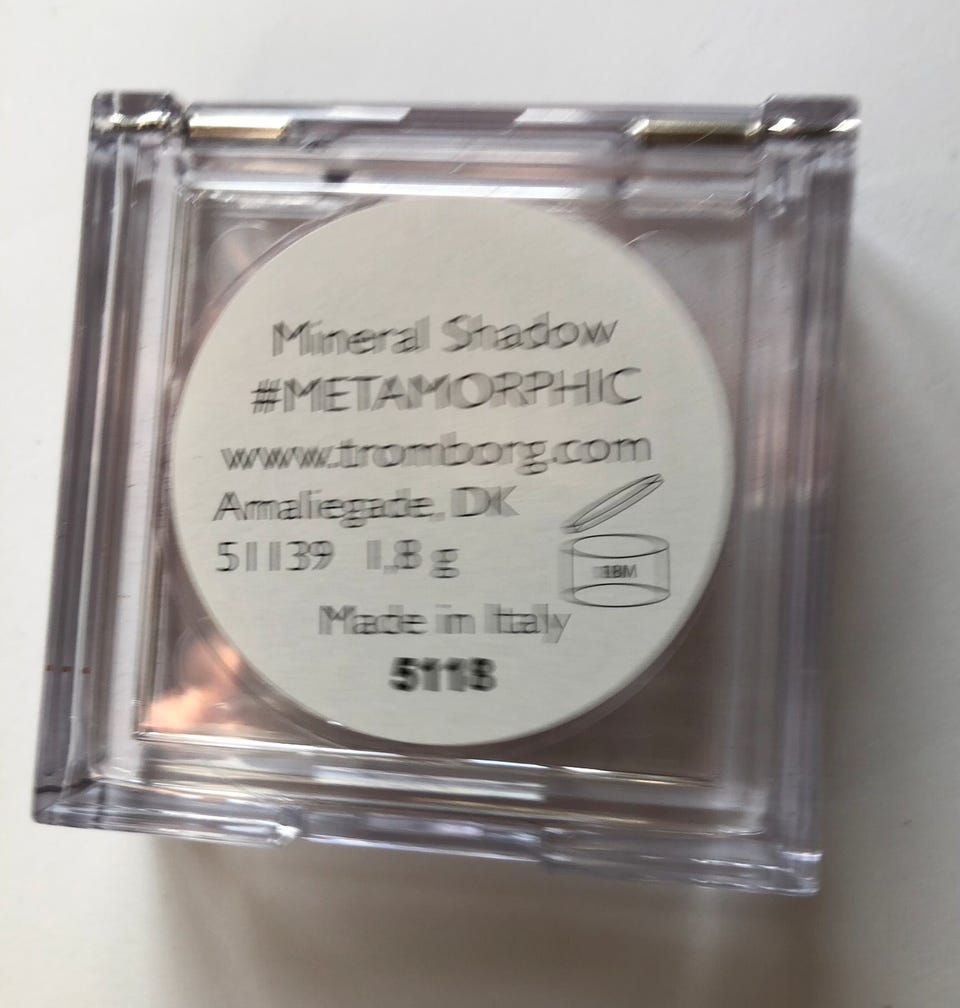 Mineral Shadow
#METAMORPHIC
www.tromborg.com
Amaliegade, DK
51139 1,8 g
18M
Made in Italy
5118